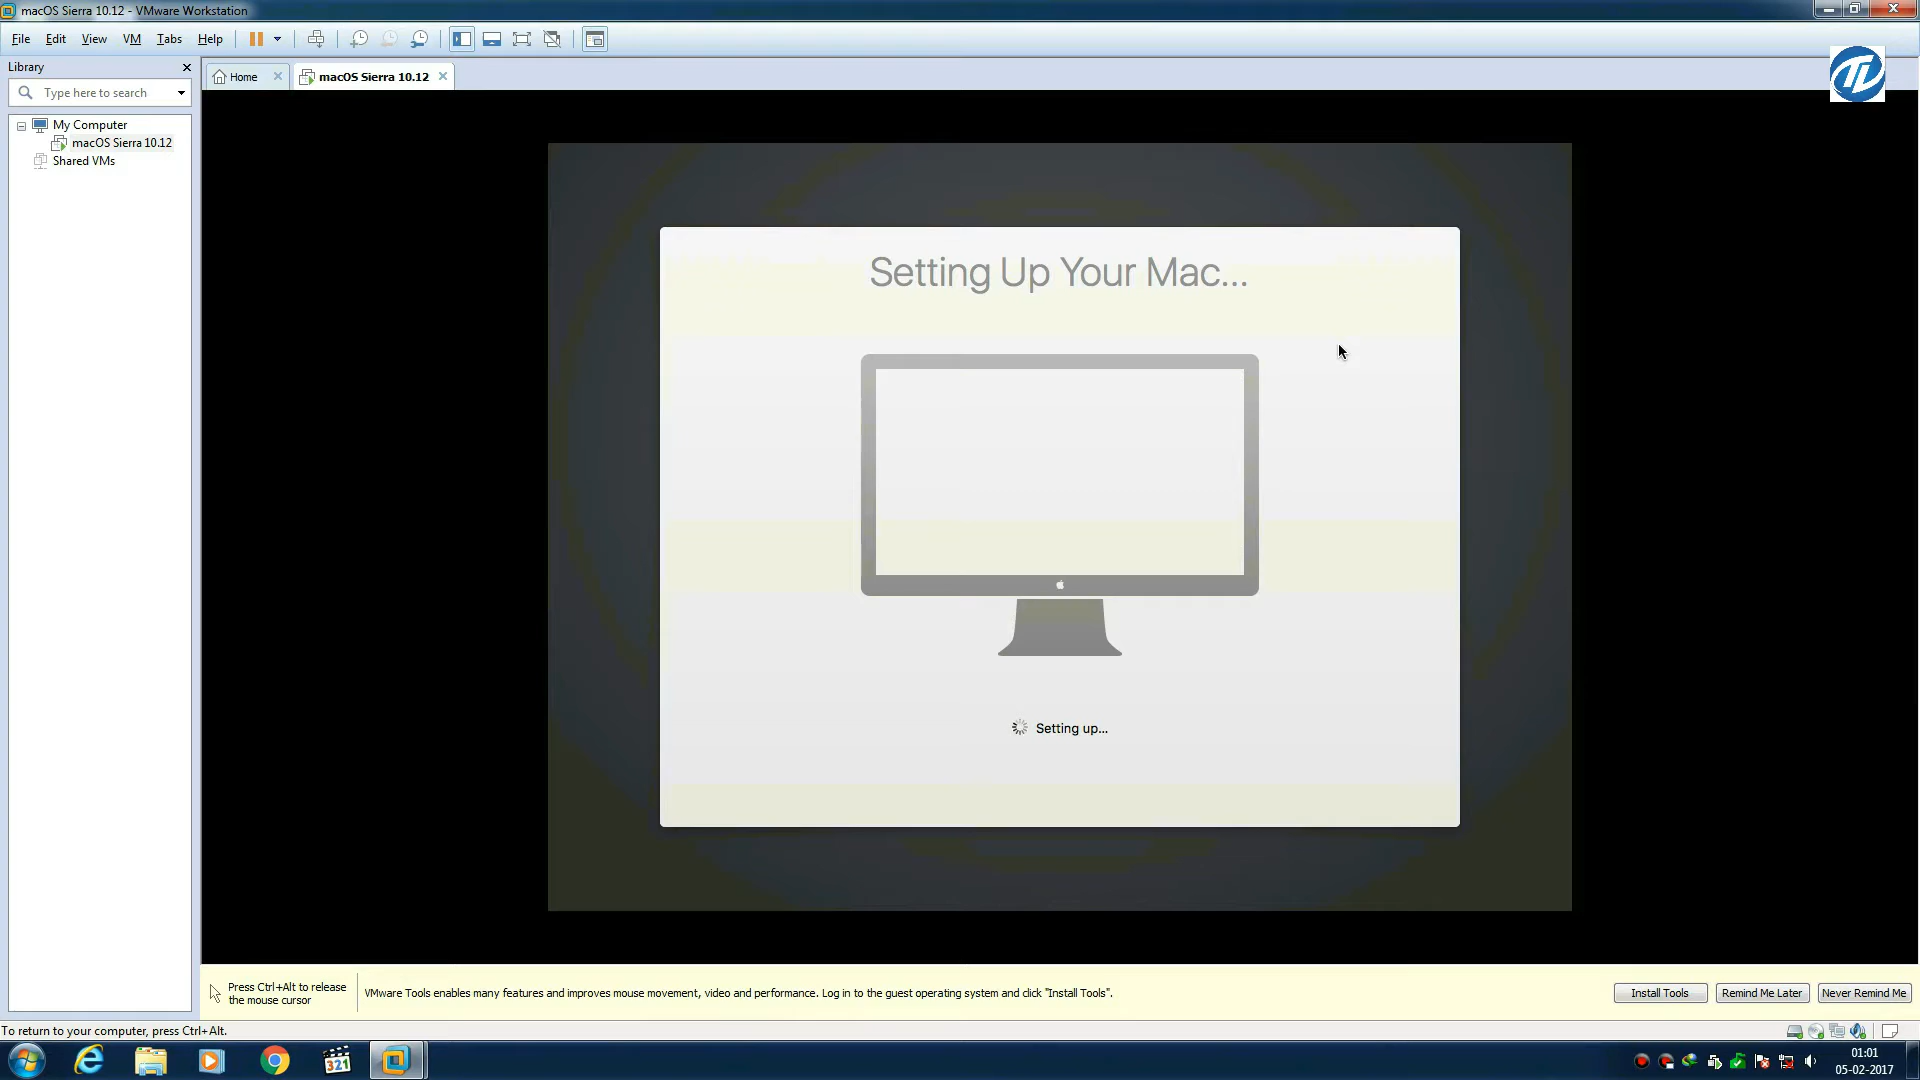 macOS Sierra 10.12 - VMware Workstation
File Edit View VM Tabs Help
Library
Type here to search
Home
macOS Sierra 10.12
My Computer
macOS Sierra 10.12
Shared VMs
Setting Up Your Mac...
Setting up...
Press Ctrl+Alt to release
the mouse cursor
VMware Tools enables many features and improves mouse movement, video and performance. Log in to the guest operating system and click "Install Tools".
Install Tools
Remind Me Later
Never Remind Me
To return to your computer, press Ctrl+Alt.
321
01:01
05-02-2017